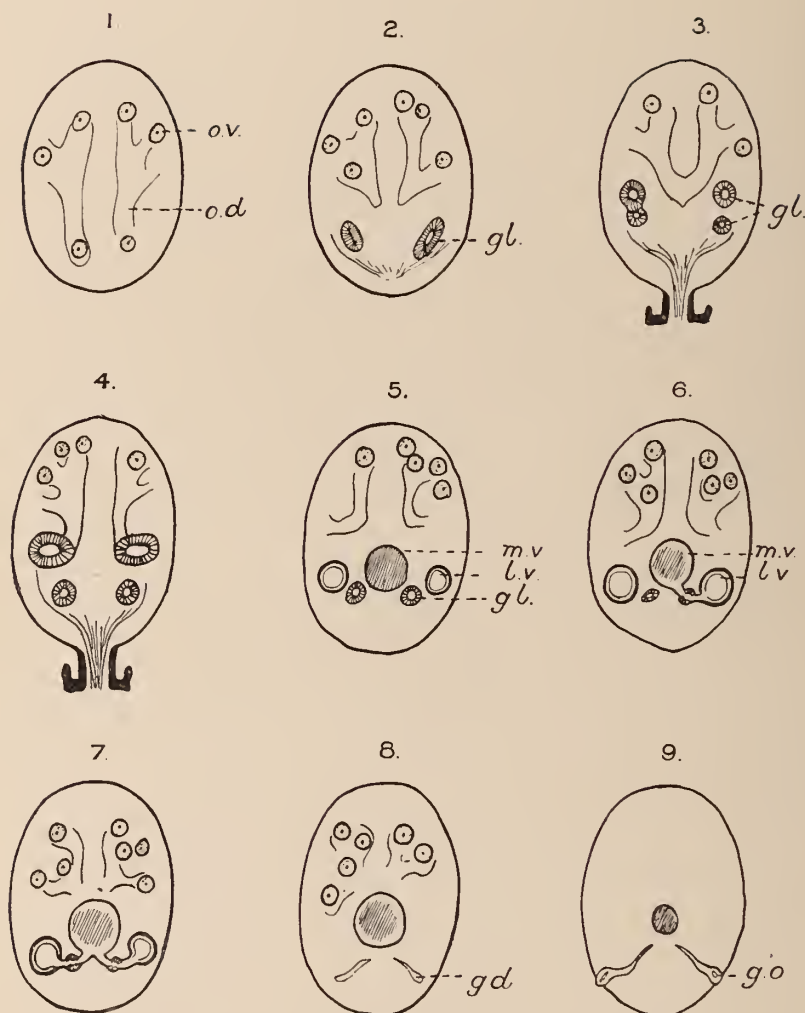 1.
2.
3.
o.v.
o.d
gl.
gl.
4.
5.
6.
m.v
l.v.
gl.
m.v.
l.v
7.
8.
9.
gd
g.o